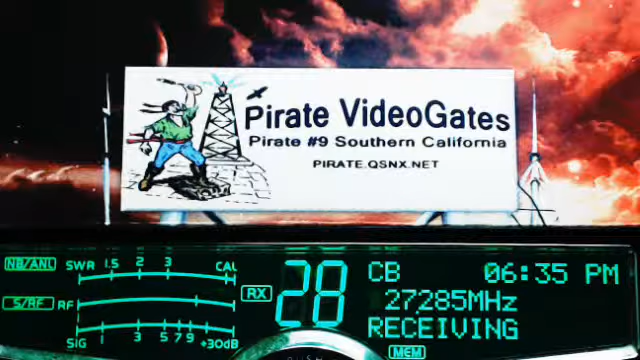 Pirate VideoGates
Pirate #9 Southern California
PIRATE.QSNX.NET
NB/ANL
SWR 1.5 2 3 CAL
S/RF RF
SIG 1 3 5 7 9 +30dB
RX
28
CB 06:35 PM
27285MHz
RECEIVING
MEM